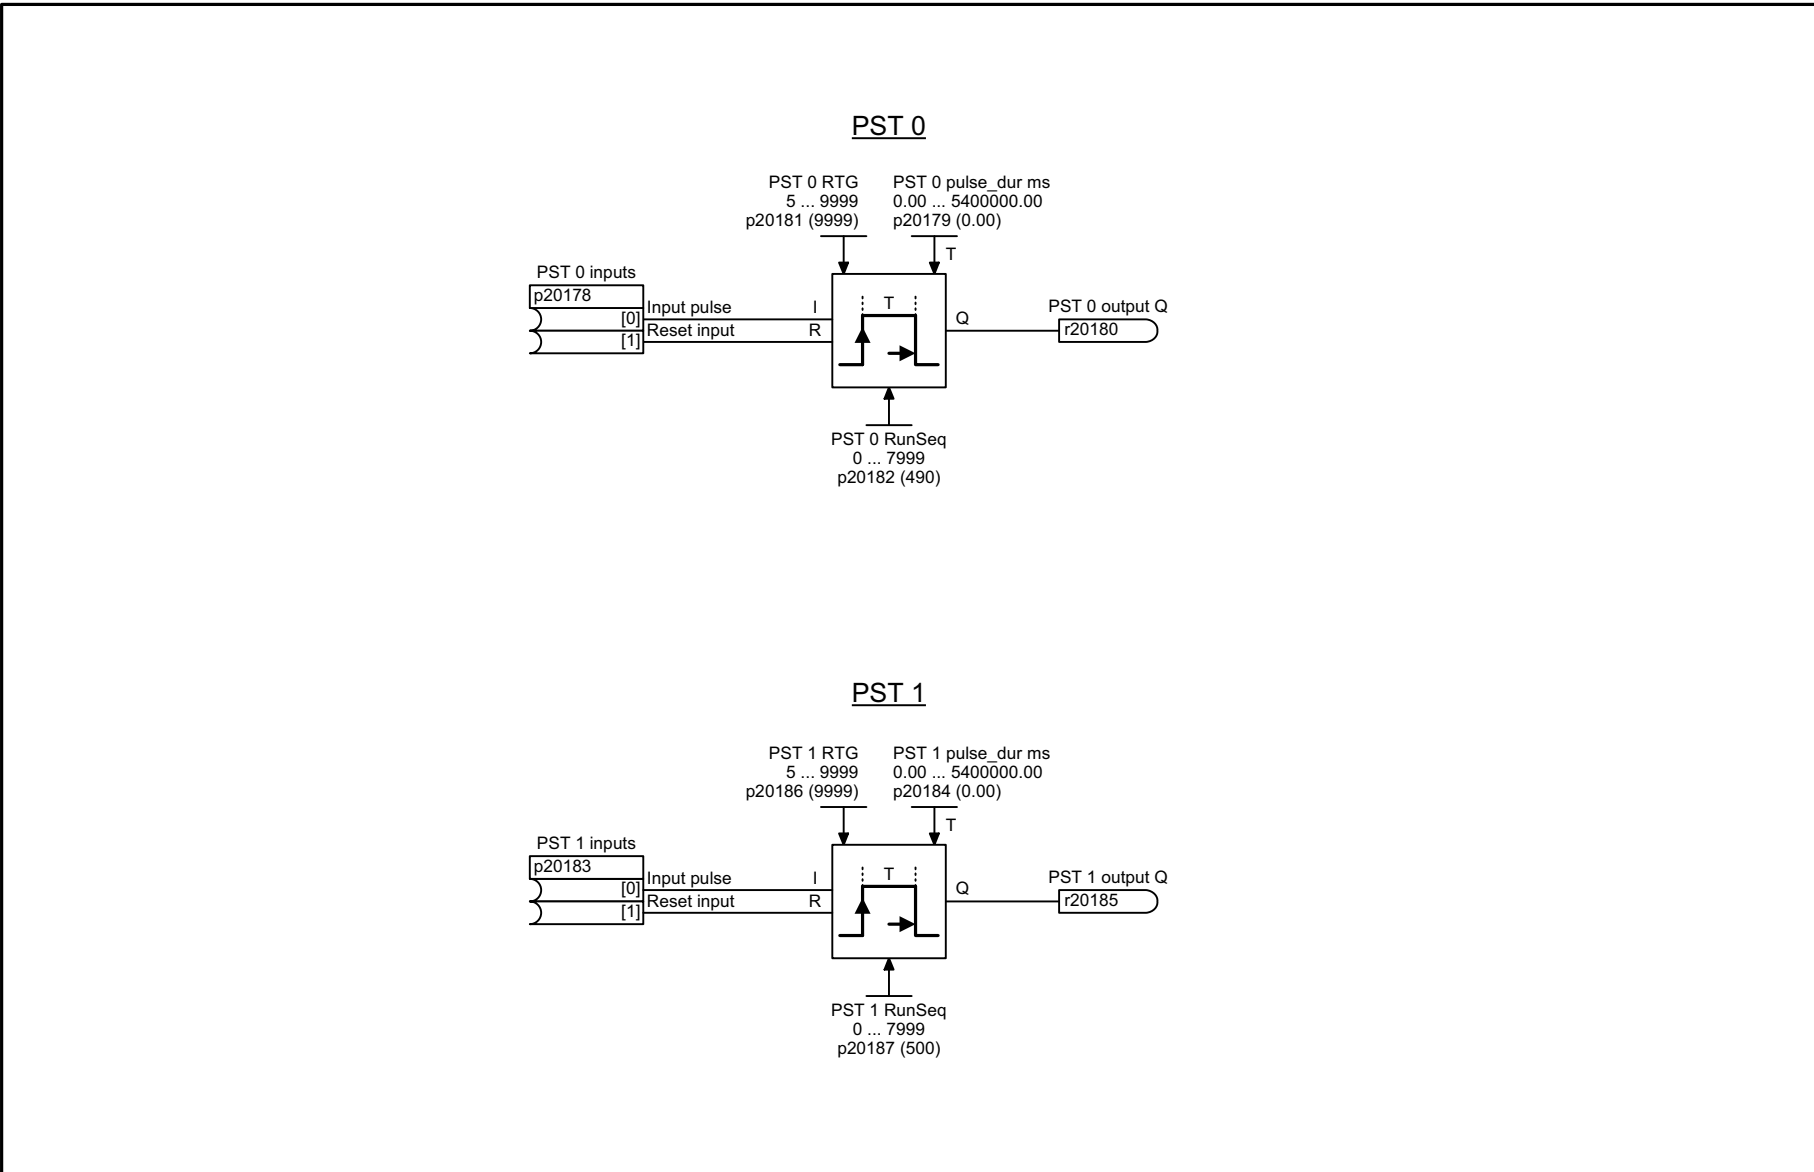 PST 0
PST 0 RTG
5 ... 9999
p20181 (9999)
PST 0 pulse_dur ms
0.00 ... 5400000.00
p20179 (0.00)
T
PST 0 inputs
p20178
[0]
[1]
Input pulse
Reset input
I
R
T
Q
PST 0 output Q
r20180
PST 0 RunSeq
0 ... 7999
p20182 (490)
PST 1
PST 1 RTG
5 ... 9999
p20186 (9999)
PST 1 pulse_dur ms
0.00 ... 5400000.00
p20184 (0.00)
T
PST 1 inputs
p20183
[0]
[1]
Input pulse
Reset input
I
R
T
Q
PST 1 output Q
r20185
PST 1 RunSeq
0 ... 7999
p20187 (500)